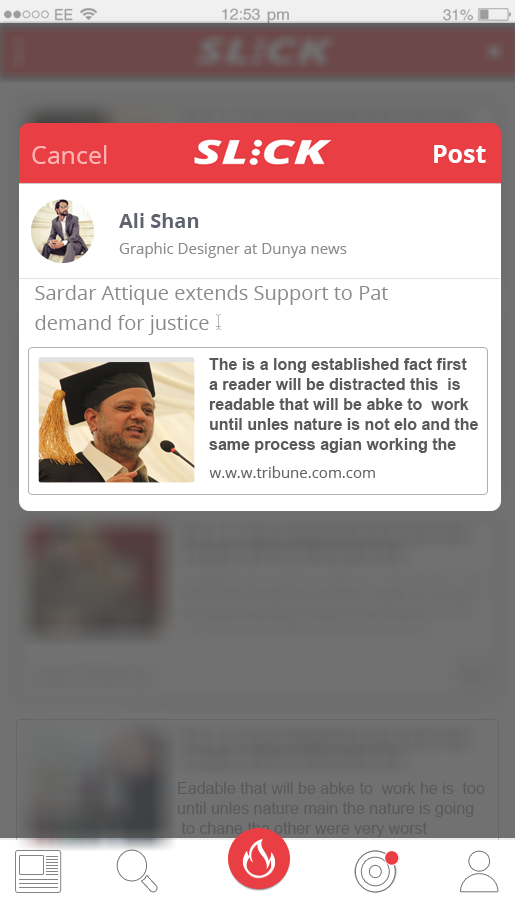 EE 12:53 pm 31%
SLICK
Cancel SLICK Post
Ali Shan
Graphic Designer at Dunya news
Sardar Attique extends Support to Pat
demand for justice
The is a long established fact first
a reader will be distracted this is
readable that will be abke to work
until unles nature is not elo and the
same process agian working the
w.w.w.tribune.com.com
Eadable that will be abke to work he is too
until unles nature main the nature is going
to chane the other were very worst